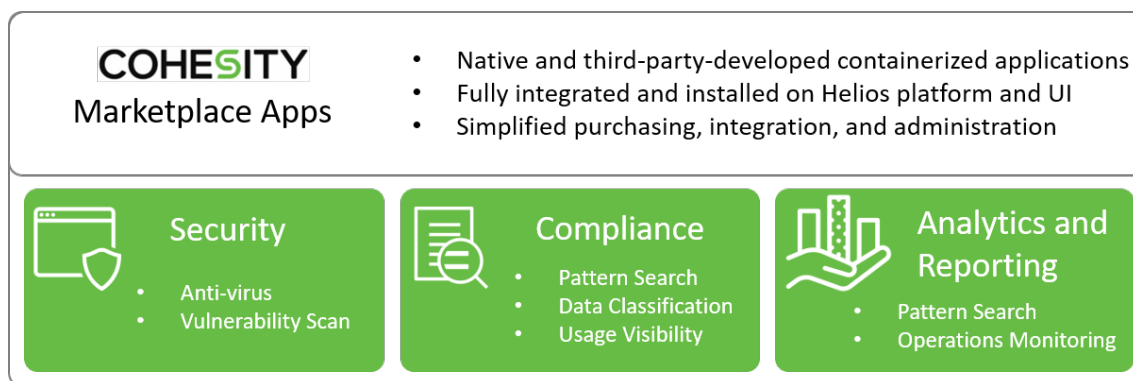 COHESITY
Marketplace Apps
• Native and third-party-developed containerized applications
• Fully integrated and installed on Helios platform and UI
• Simplified purchasing, integration, and administration
Security
• Anti-virus
• Vulnerability Scan
Compliance
• Pattern Search
• Data Classification
• Usage Visibility
Analytics and
Reporting
• Pattern Search
• Operations Monitoring